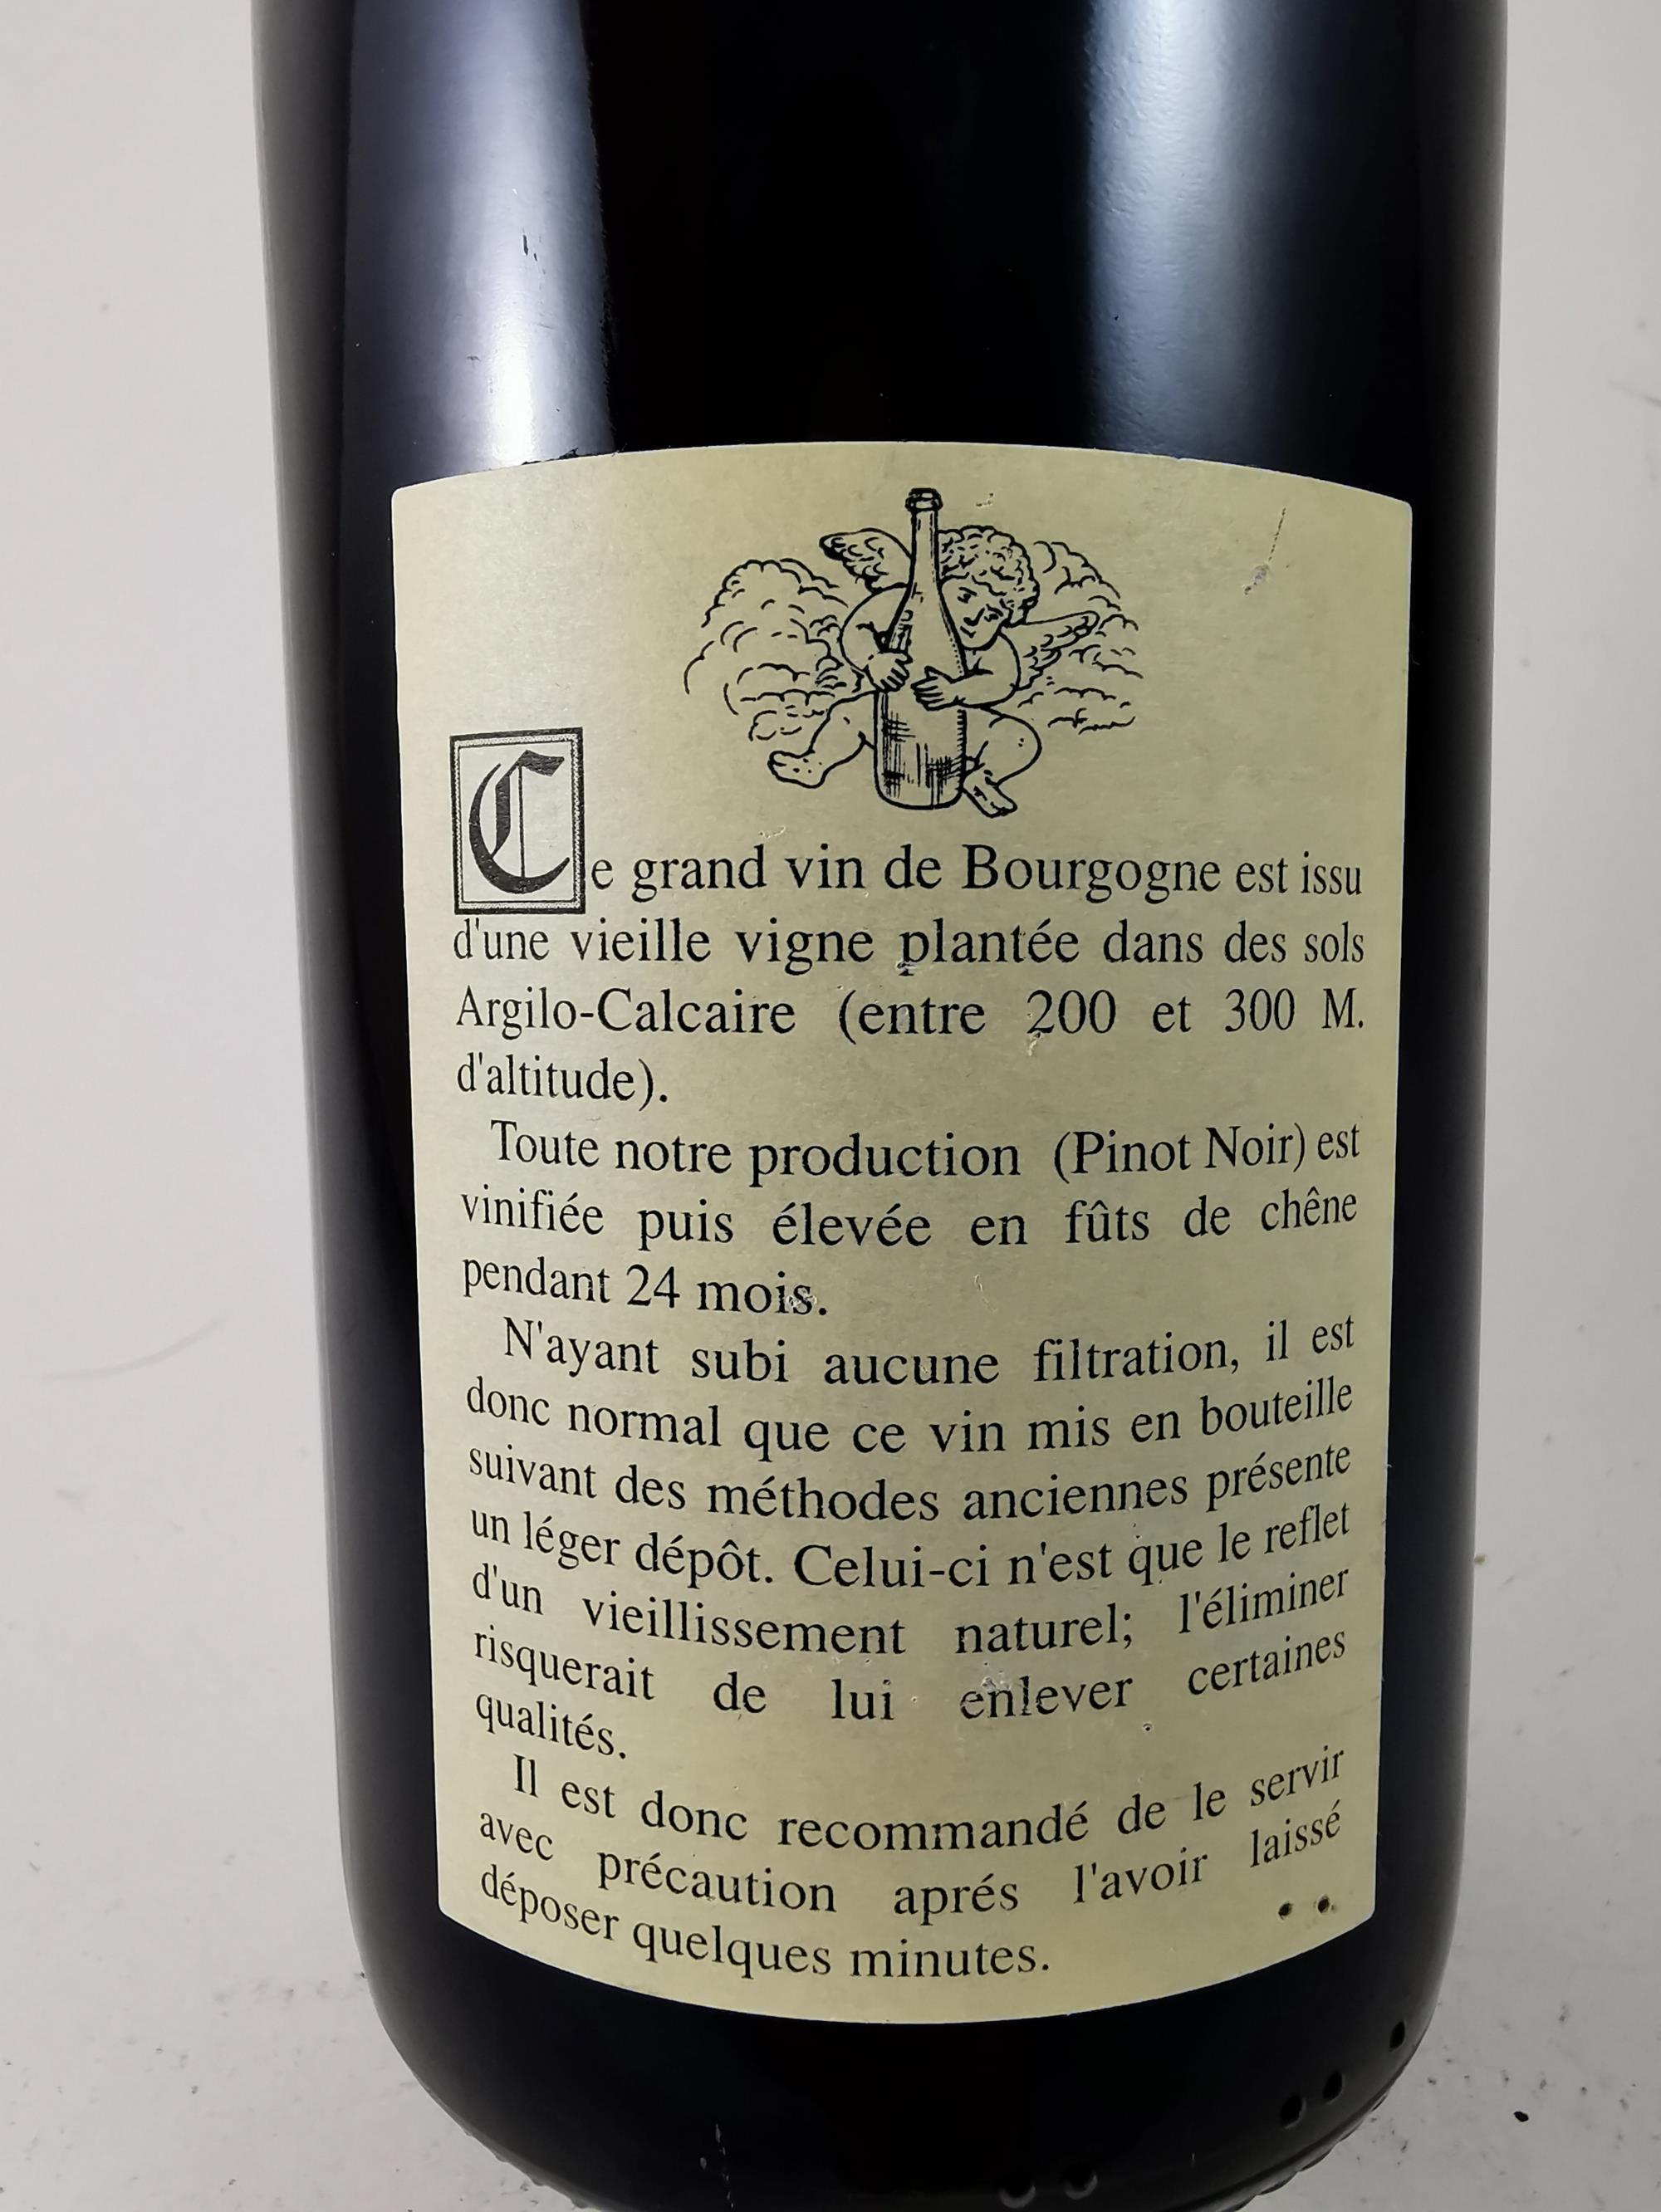 Ce grand vin de Bourgogne est issu
d'une vieille vigne plantée dans des sols
Argilo-Calcaire (entre 200 et 300 M.
d'altitude).
Toute notre production (Pinot Noir) est
vinifiée puis élevée en fûts de chêne
pendant 24 mois.
N'ayant subi aucune filtration, il est
donc normal que ce vin mis en bouteille
suivant des méthodes anciennes présente
un léger dépôt. Celui-ci n'est que le reflet
d'un vieillissement naturel; l'éliminer
risquerait de lui enlever certaines
qualités.
Il est donc recommandé de le servir
avec précaution aprés l'avoir laissé
déposer quelques minutes.